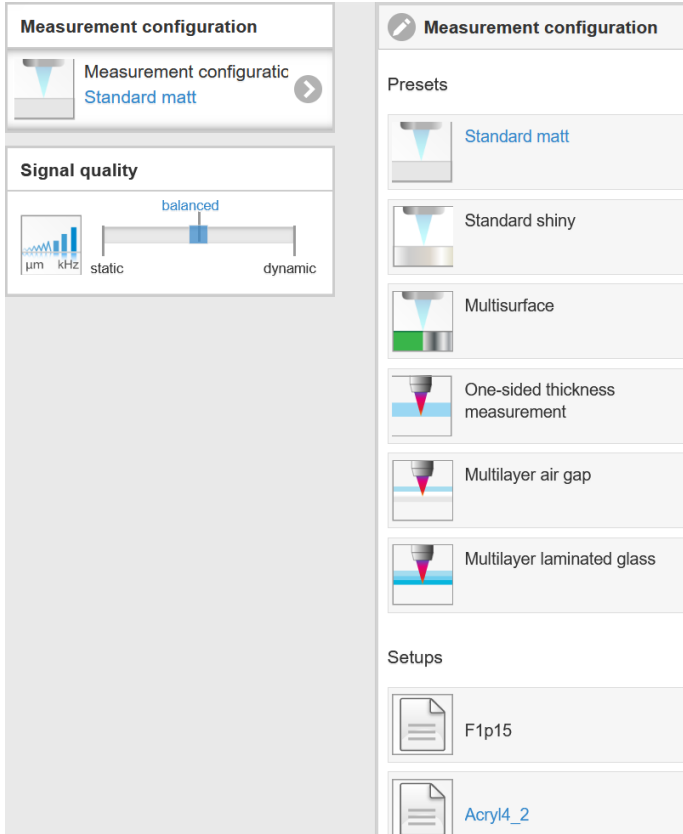 Measurement configuration
Measurement configuratic
Standard matt
Signal quality
balanced
µm kHz
static
dynamic
Measurement configuration
Presets
Standard matt
Standard shiny
Multisurface
One-sided thickness
measurement
Multilayer air gap
Multilayer laminated glass
Setups
F1p15
Acryl4_2